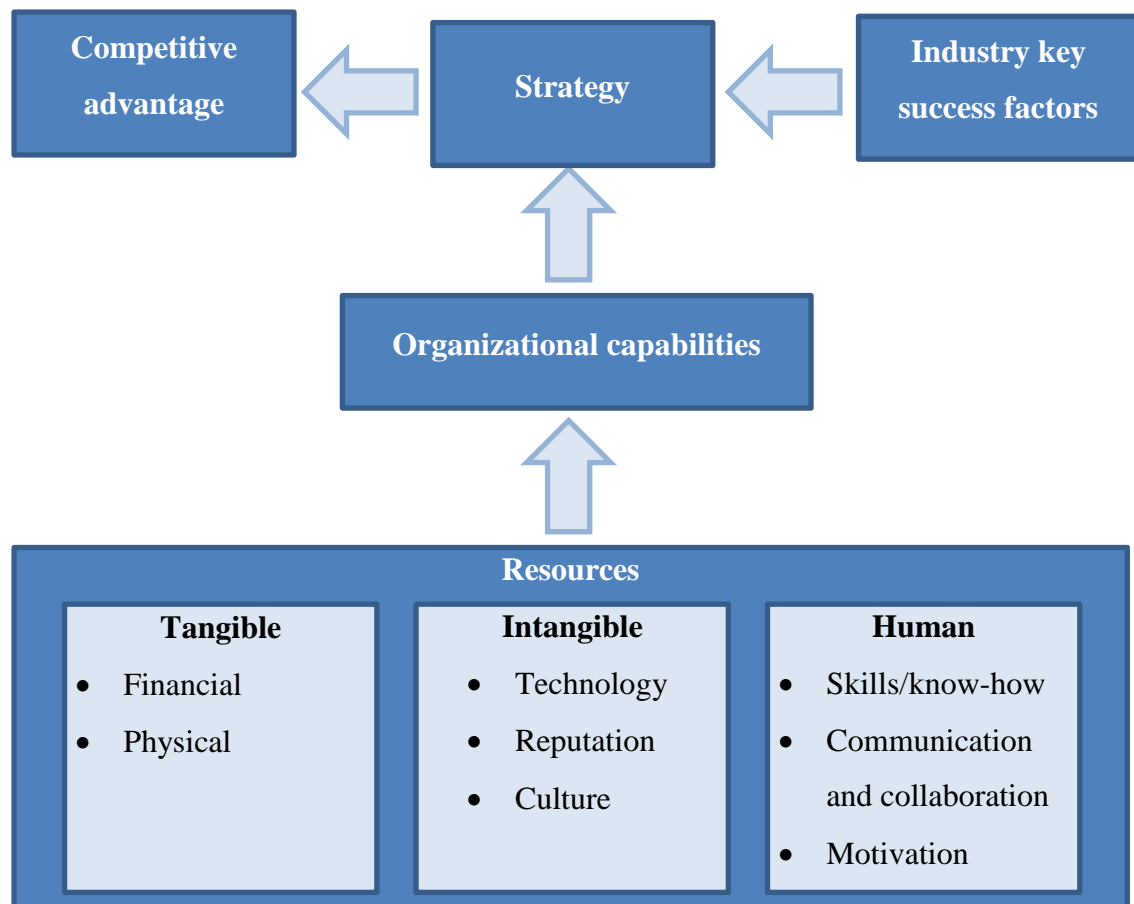 Competitive
advantage
Strategy
Industry key
success factors
Organizational capabilities
Resources
Tangible
• Financial
• Physical
Intangible
• Technology
• Reputation
• Culture
Human
• Skills/know-how
• Communication
and collaboration
• Motivation